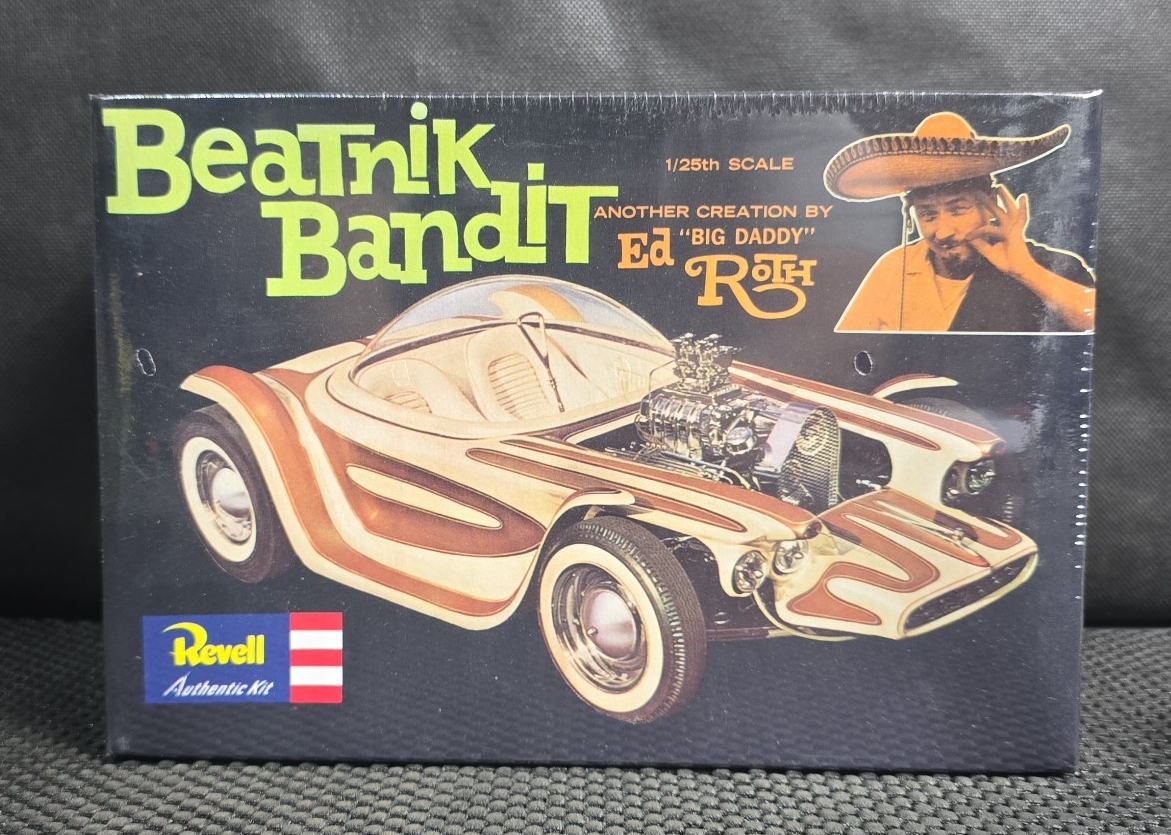 Beatnik
Bandit
1/25th SCALE
ANOTHER CREATION BY
Ed "BIG DADDY"
Roth
Revell
Authentic Kit